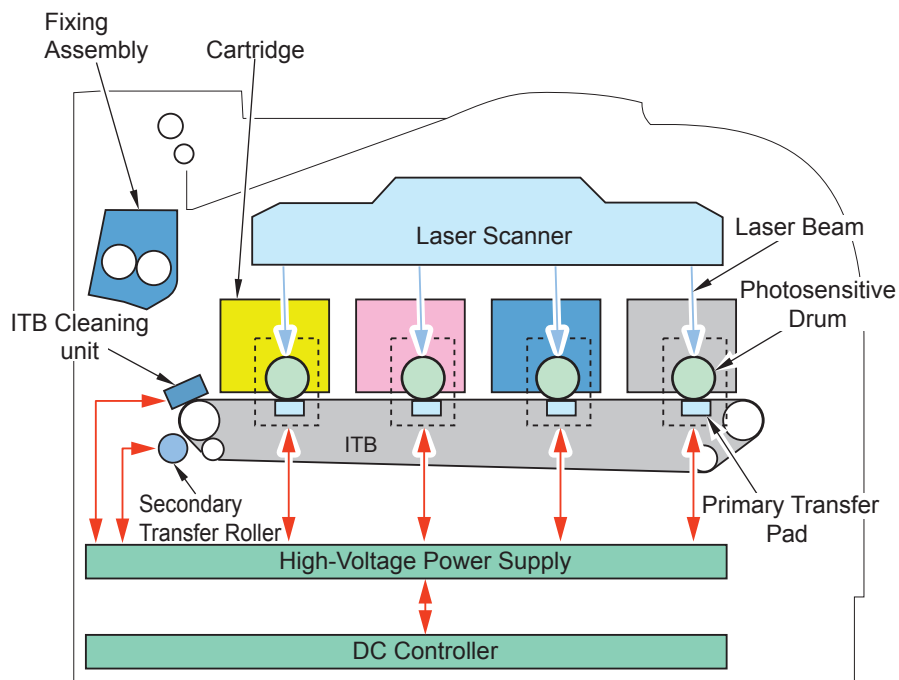 Fixing
Assembly
Cartridge
Laser Scanner
Laser Beam
Photosensitive
Drum
ITB Cleaning
unit
ITB
Secondary
Transfer Roller
Primary Transfer
Pad
High-Voltage Power Supply
DC Controller